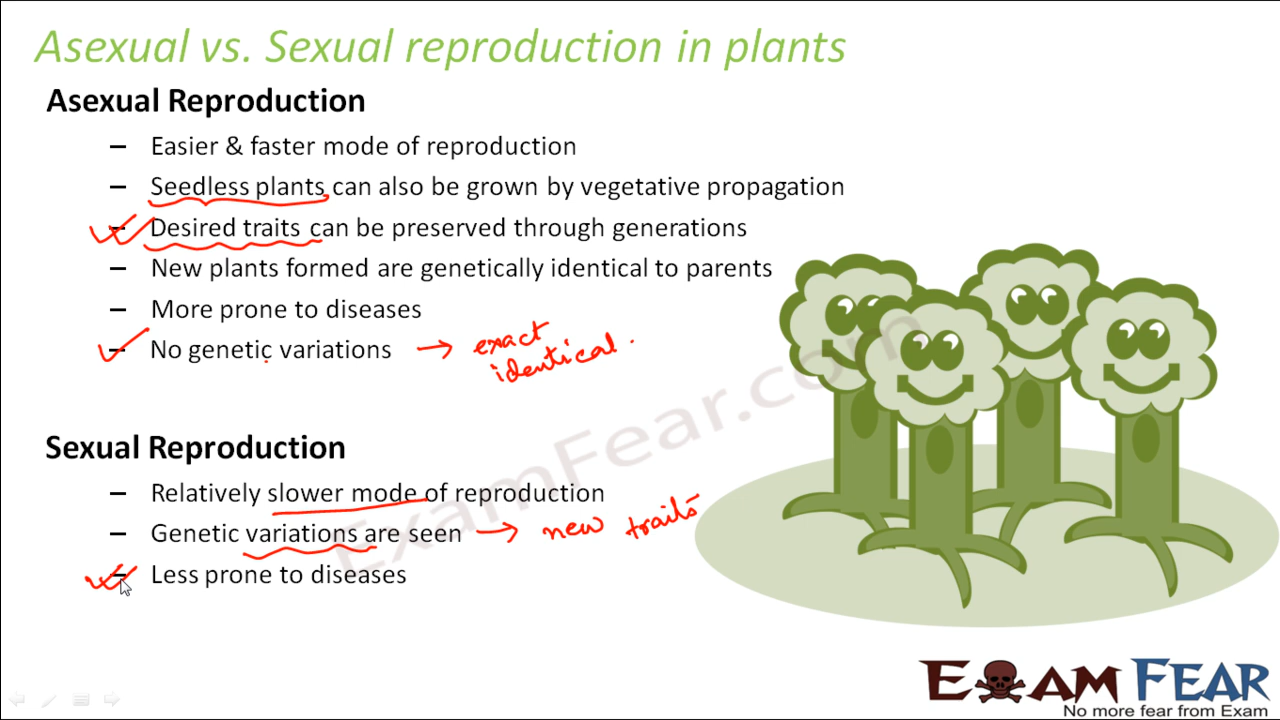 Asexual vs. Sexual reproduction in plants
Asexual Reproduction
– Easier & faster mode of reproduction
– Seedless plants can also be grown by vegetative propagation
– Desired traits can be preserved through generations
– New plants formed are genetically identical to parents
– More prone to diseases
– No genetic variations → exact
identical.
Sexual Reproduction
– Relatively slower mode of reproduction
– Genetic variations are seen → new traits
– Less prone to diseases
ExamFear.com
EXAM FEAR
No more fear from Exam